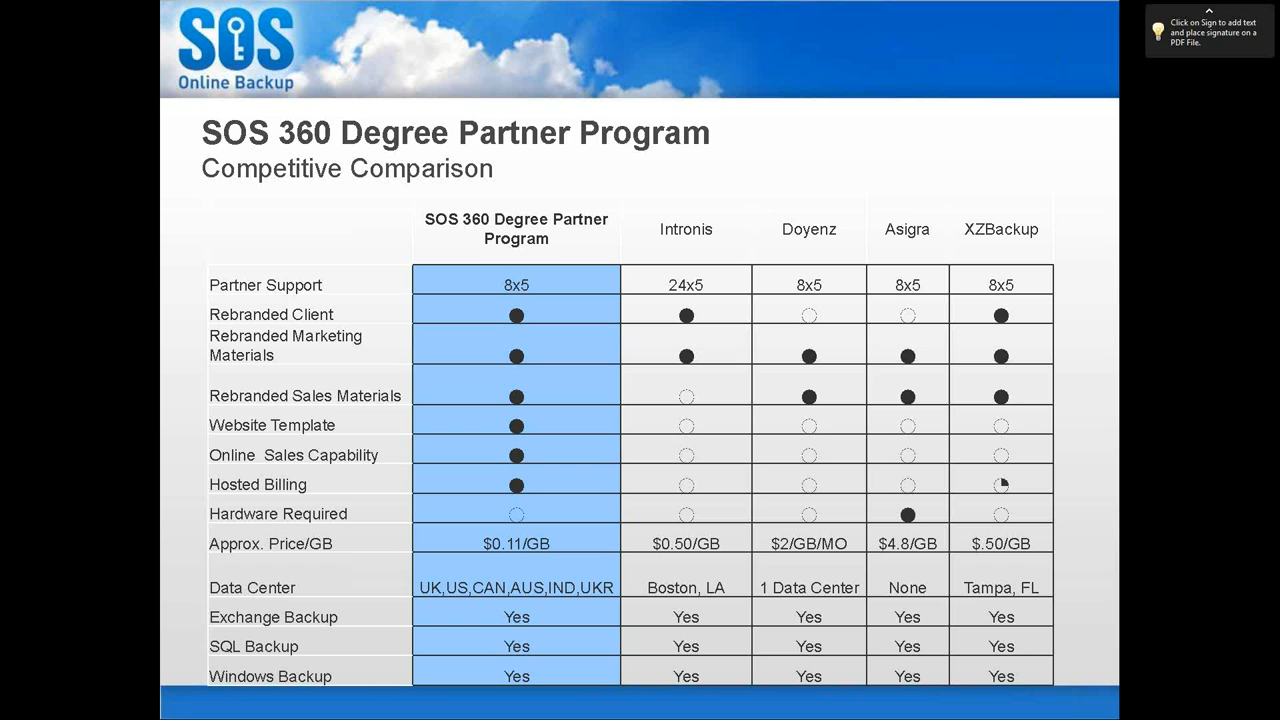 SOS
Online Backup
Click on Sign to add text
and place signature on a
PDF File.
SOS 360 Degree Partner Program
Competitive Comparison
SOS 360 Degree Partner
Program
Intronis Doyenz Asigra XZBackup
Partner Support 8x5 24x5 8x5 8x5 8x5
Rebranded Client
Rebranded Marketing
Materials
Rebranded Sales Materials
Website Template
Online Sales Capability
Hosted Billing
Hardware Required
Approx. Price/GB $0.11/GB $0.50/GB $2/GB/MO $4.8/GB $.50/GB
Data Center UK,US,CAN,AUS,IND,UKR Boston, LA 1 Data Center None Tampa, FL
Exchange Backup Yes Yes Yes Yes Yes
SQL Backup Yes Yes Yes Yes Yes
Windows Backup Yes Yes Yes Yes Yes